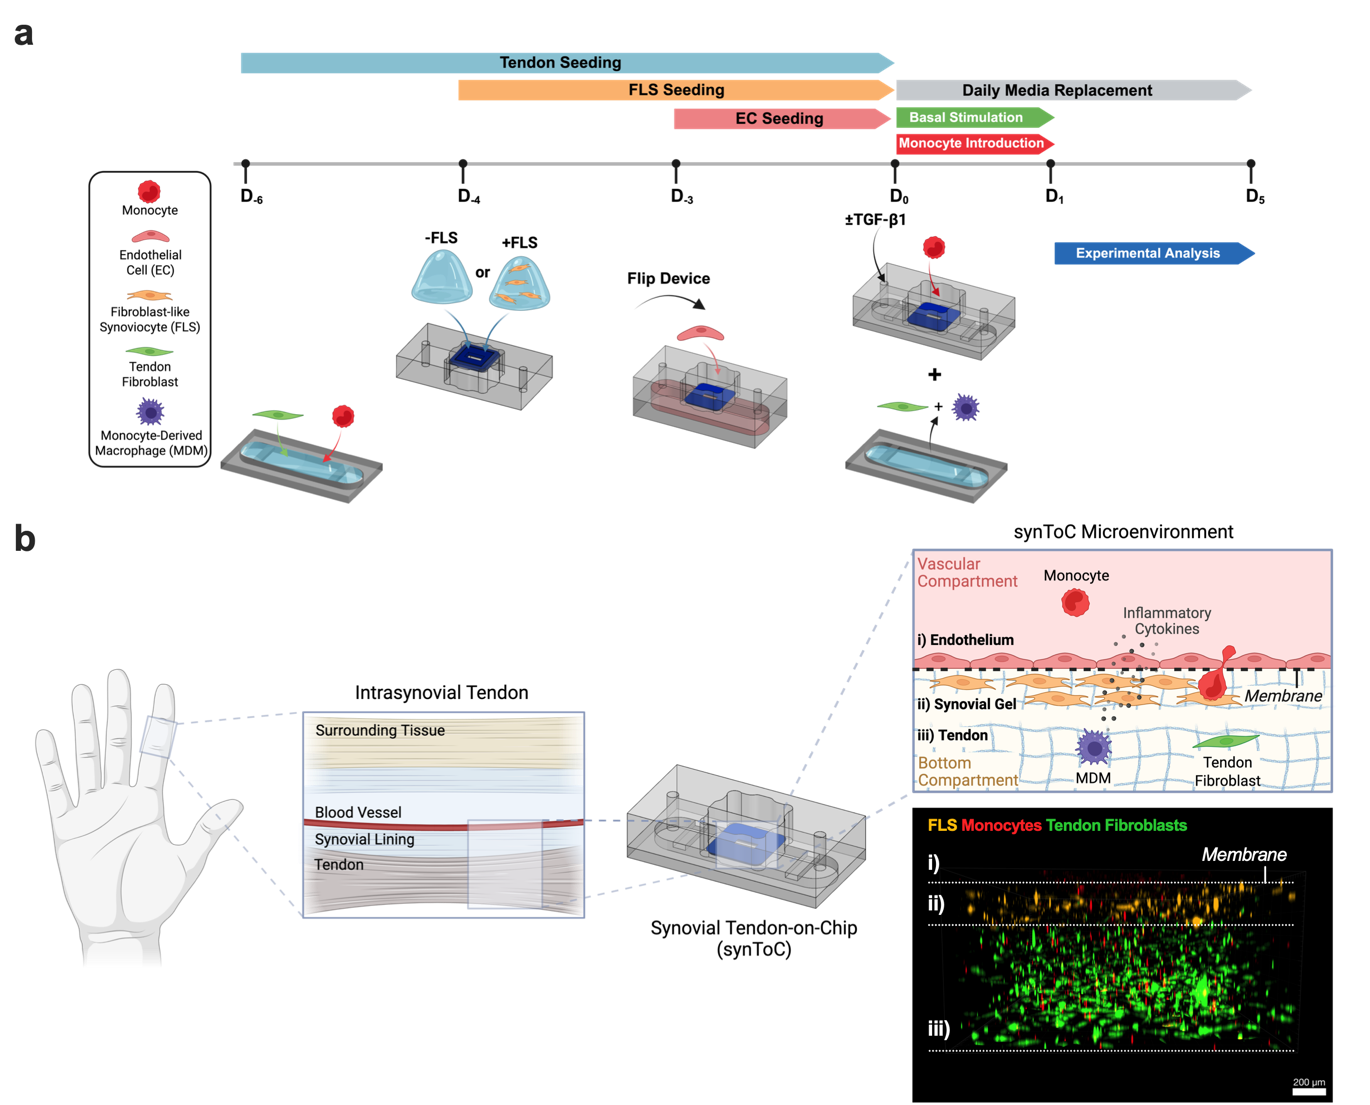 a
Tendon Seeding
FLS Seeding
Daily Media Replacement
EC Seeding
Basal Stimulation
Monocyte Introduction
D-6
D-4
D-3
D0
D1
D5
Monocyte
Endothelial
Cell (EC)
Fibroblast-like
Synoviocyte (FLS)
Tendon
Fibroblast
Monocyte-Derived
Macrophage (MDM)
-FLS
or
+FLS
Flip Device
±TGF-β1
+
+
Experimental Analysis
b
Intrasynovial Tendon
Surrounding Tissue
Blood Vessel
Synovial Lining
Tendon
Synovial Tendon-on-Chip
(synToC)
synToC Microenvironment
Vascular
Compartment
Monocyte
Inflammatory
Cytokines
i) Endothelium
Membrane
ii) Synovial Gel
iii) Tendon
Bottom
Compartment
MDM
Tendon
Fibroblast
FLS Monocytes Tendon Fibroblasts
Membrane
i)
ii)
iii)
200 µm